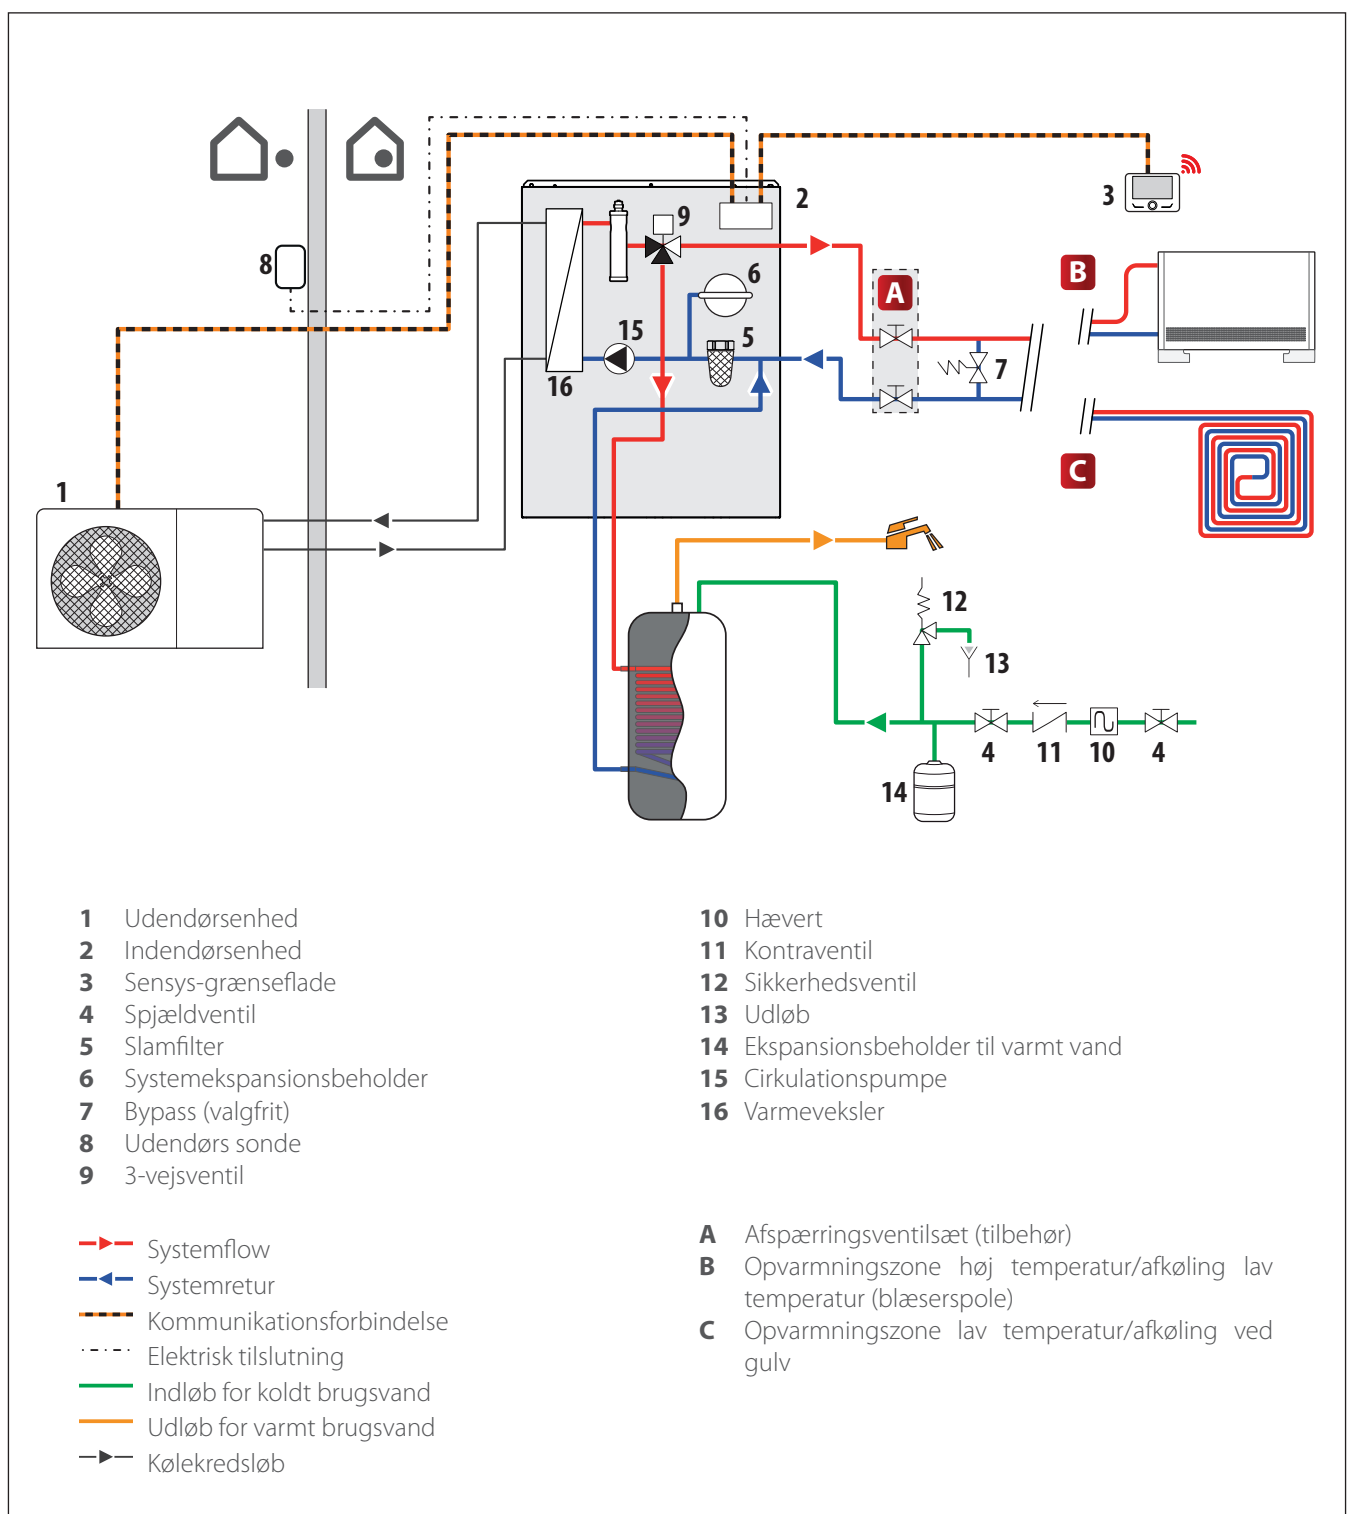 2
9
3
8
B
6
A
15
5
7
16
C
1
12
13
4
11
10
4
14
1 Udendørsenhed
2 Indendørsenhed
3 Sensys-grænseflade
4 Spjældventil
5 Slamfilter
6 Systemekspansionsbeholder
7 Bypass (valgfrit)
8 Udendørs sonde
9 3-vejsventil
10 Hævert
11 Kontraventil
12 Sikkerhedsventil
13 Udløb
14 Ekspansionsbeholder til varmt vand
15 Cirkulationspumpe
16 Varmeveksler
Systemflow
Systemretur
Kommunikationsforbindelse
Elektrisk tilslutning
Indløb for koldt brugsvand
Udløb for varmt brugsvand
Kølekredsløb
A Afspærringsventilsæt (tilbehør)
B Opvarmningszone høj temperatur/afkøling lav
temperatur (blæserspole)
C Opvarmningszone lav temperatur/afkøling ved
gulv